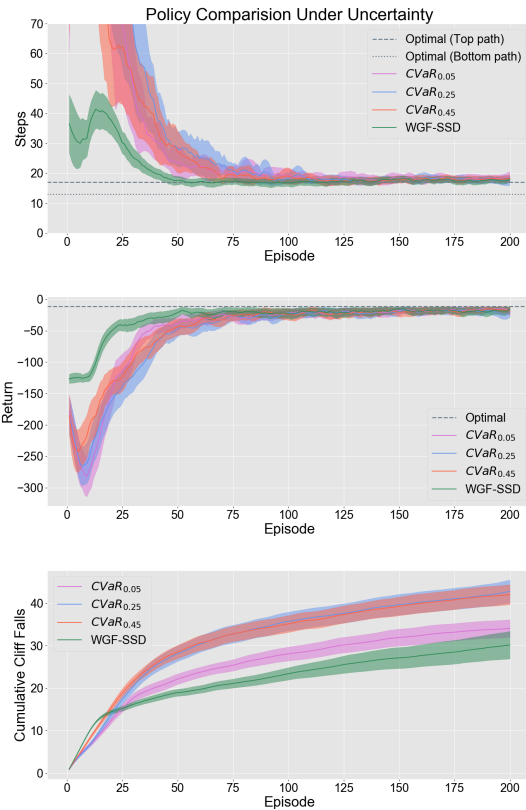 Policy Comparision Under Uncertainty
70
60
50
40
30
20
10
0
Steps
Optimal (Top path)
Optimal (Bottom path)
CVaR0.05
CVaR0.25
CVaR0.45
WGF-SSD
0 25 50 75 100 125 150 175 200
Episode
0
−50
−100
−150
−200
−250
−300
Return
Optimal
CVaR0.05
CVaR0.25
CVaR0.45
WGF-SSD
0 25 50 75 100 125 150 175 200
Episode
40
30
20
10
0
Cumulative Cliff Falls
CVaR0.05
CVaR0.25
CVaR0.45
WGF-SSD
0 25 50 75 100 125 150 175 200
Episode